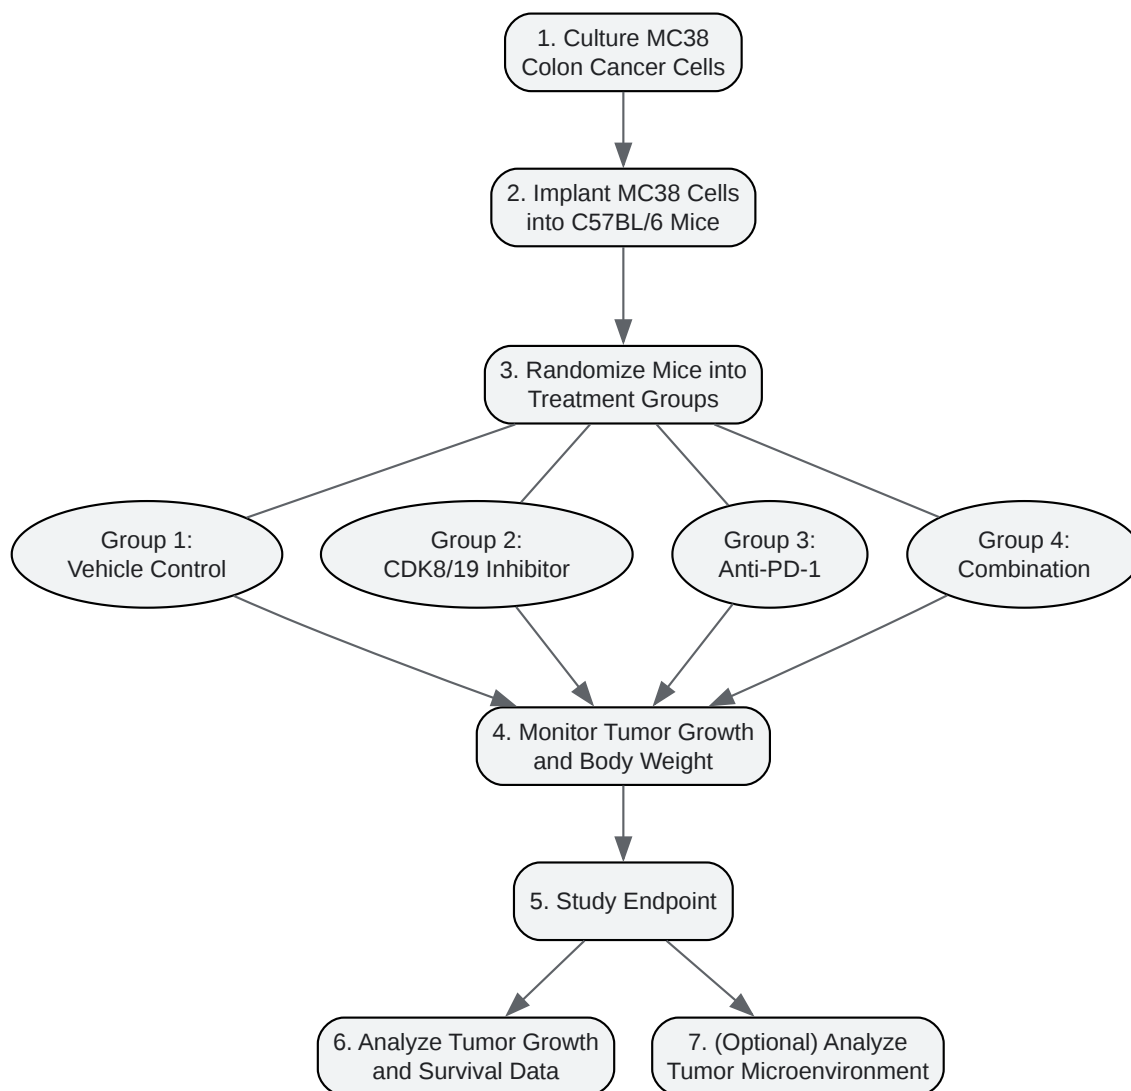 1. Culture MC38
Colon Cancer Cells
2. Implant MC38 Cells
into C57BL/6 Mice
3. Randomize Mice into
Treatment Groups
Group 1:
Vehicle Control
Group 2:
CDK8/19 Inhibitor
Group 3:
Anti-PD-1
Group 4:
Combination
4. Monitor Tumor Growth
and Body Weight
5. Study Endpoint
6. Analyze Tumor Growth
and Survival Data
7. (Optional) Analyze
Tumor Microenvironment